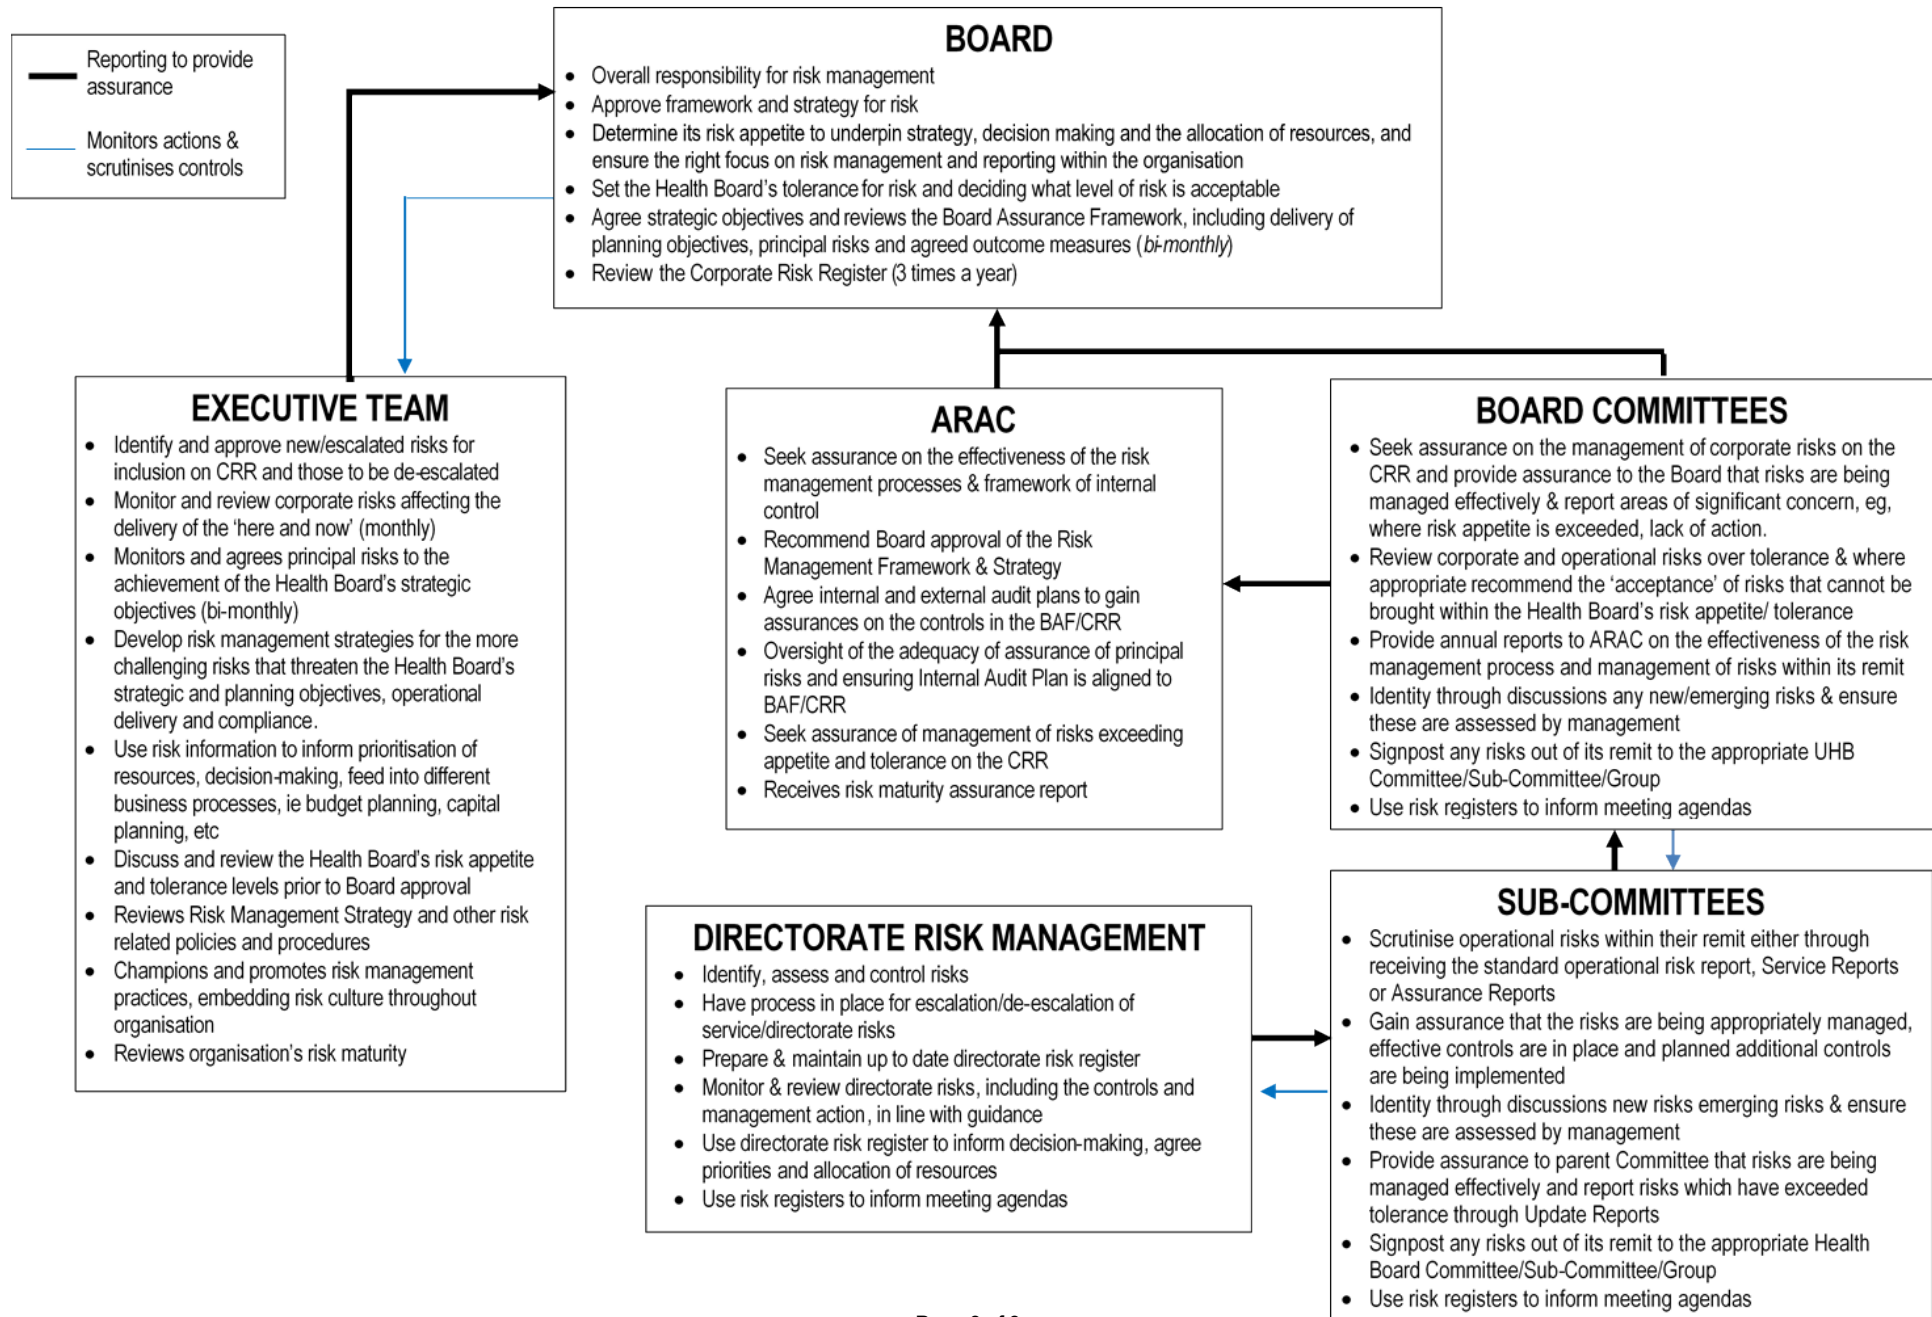 Reporting to provide
assurance
Monitors actions &
scrutinises controls
BOARD
• Overall responsibility for risk management
• Approve framework and strategy for risk
• Determine its risk appetite to underpin strategy, decision making and the allocation of resources, and
ensure the right focus on risk management and reporting within the organisation
• Set the Health Board's tolerance for risk and deciding what level of risk is acceptable
• Agree strategic objectives and reviews the Board Assurance Framework, including delivery of
planning objectives, principal risks and agreed outcome measures (bi-monthly)
• Review the Corporate Risk Register (3 times a year)
EXECUTIVE TEAM
• Identify and approve new/escalated risks for
inclusion on CRR and those to be de-escalated
• Monitor and review corporate risks affecting the
delivery of the 'here and now' (monthly)
• Monitors and agrees principal risks to the
achievement of the Health Board's strategic
objectives (bi-monthly)
• Develop risk management strategies for the more
challenging risks that threaten the Health Board's
strategic and planning objectives, operational
delivery and compliance.
• Use risk information to inform prioritisation of
resources, decision-making, feed into different
business processes, ie budget planning, capital
planning, etc
• Discuss and review the Health Board's risk appetite
and tolerance levels prior to Board approval
• Reviews Risk Management Strategy and other risk
related policies and procedures
• Champions and promotes risk management
practices, embedding risk culture throughout
organisation
• Reviews organisation's risk maturity
ARAC
• Seek assurance on the effectiveness of the risk
management processes & framework of internal
control
• Recommend Board approval of the Risk
Management Framework & Strategy
• Agree internal and external audit plans to gain
assurances on the controls in the BAF/CRR
• Oversight of the adequacy of assurance of principal
risks and ensuring Internal Audit Plan is aligned to
BAF/CRR
• Seek assurance of management of risks exceeding
appetite and tolerance on the CRR
• Receives risk maturity assurance report
BOARD COMMITTEES
• Seek assurance on the management of corporate risks on the
CRR and provide assurance to the Board that risks are being
managed effectively & report areas of significant concern, eg,
where risk appetite is exceeded, lack of action.
• Review corporate and operational risks over tolerance & where
appropriate recommend the 'acceptance' of risks that cannot be
brought within the Health Board's risk appetite/ tolerance
• Provide annual reports to ARAC on the effectiveness of the risk
management process and management of risks within its remit
• Identity through discussions any new/emerging risks & ensure
these are assessed by management
• Signpost any risks out of its remit to the appropriate UHB
Committee/Sub-Committee/Group
• Use risk registers to inform meeting agendas
DIRECTORATE RISK MANAGEMENT
• Identify, assess and control risks
• Have process in place for escalation/de-escalation of
service/directorate risks
• Prepare & maintain up to date directorate risk register
• Monitor & review directorate risks, including the controls and
management action, in line with guidance
• Use directorate risk register to inform decision-making, agree
priorities and allocation of resources
• Use risk registers to inform meeting agendas
SUB-COMMITTEES
• Scrutinise operational risks within their remit either through
receiving the standard operational risk report, Service Reports
or Assurance Reports
• Gain assurance that the risks are being appropriately managed,
effective controls are in place and planned additional controls
are being implemented
• Identity through discussions new risks emerging risks & ensure
these are assessed by management
• Provide assurance to parent Committee that risks are being
managed effectively and report risks which have exceeded
tolerance through Update Reports
• Signpost any risks out of its remit to the appropriate Health
Board Committee/Sub-Committee/Group
• Use risk registers to inform meeting agendas